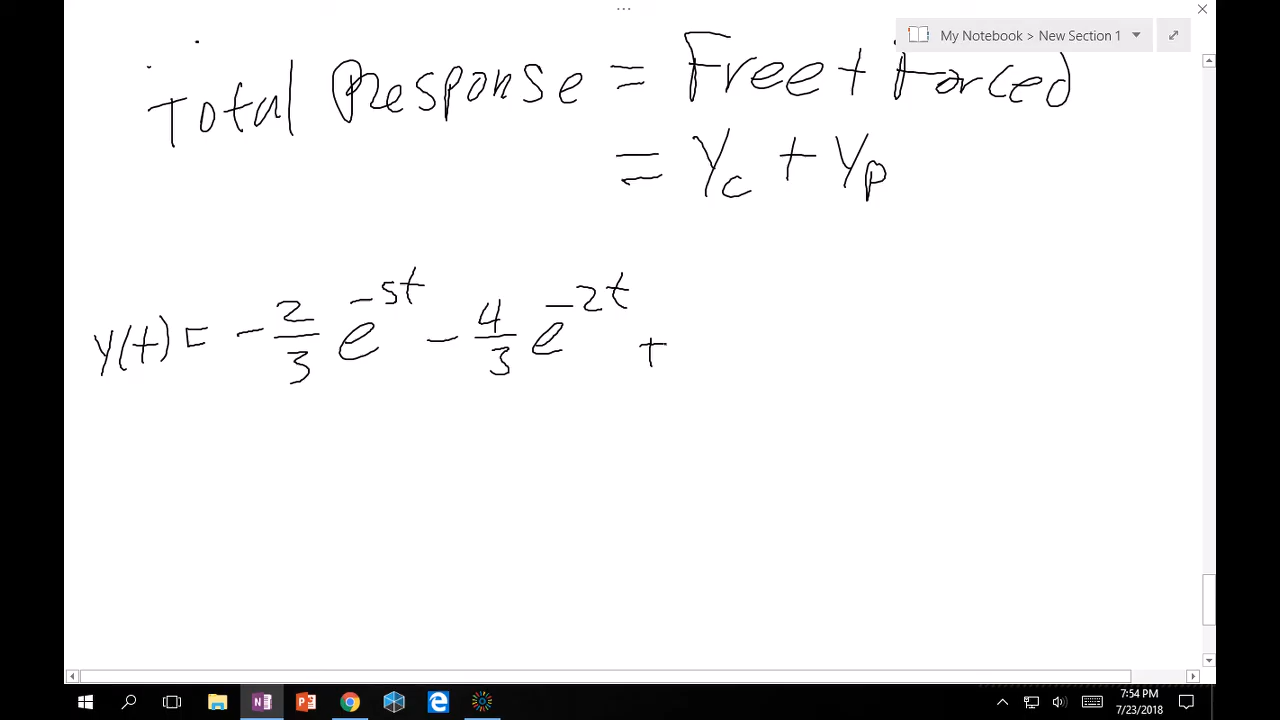 My Notebook > New Section 1
Total Response = Free + Forced
= Yc + Yp
y(t) = - 2/3 e^-5t - 4/3 e^-2t +
7:54 PM
7/23/2018